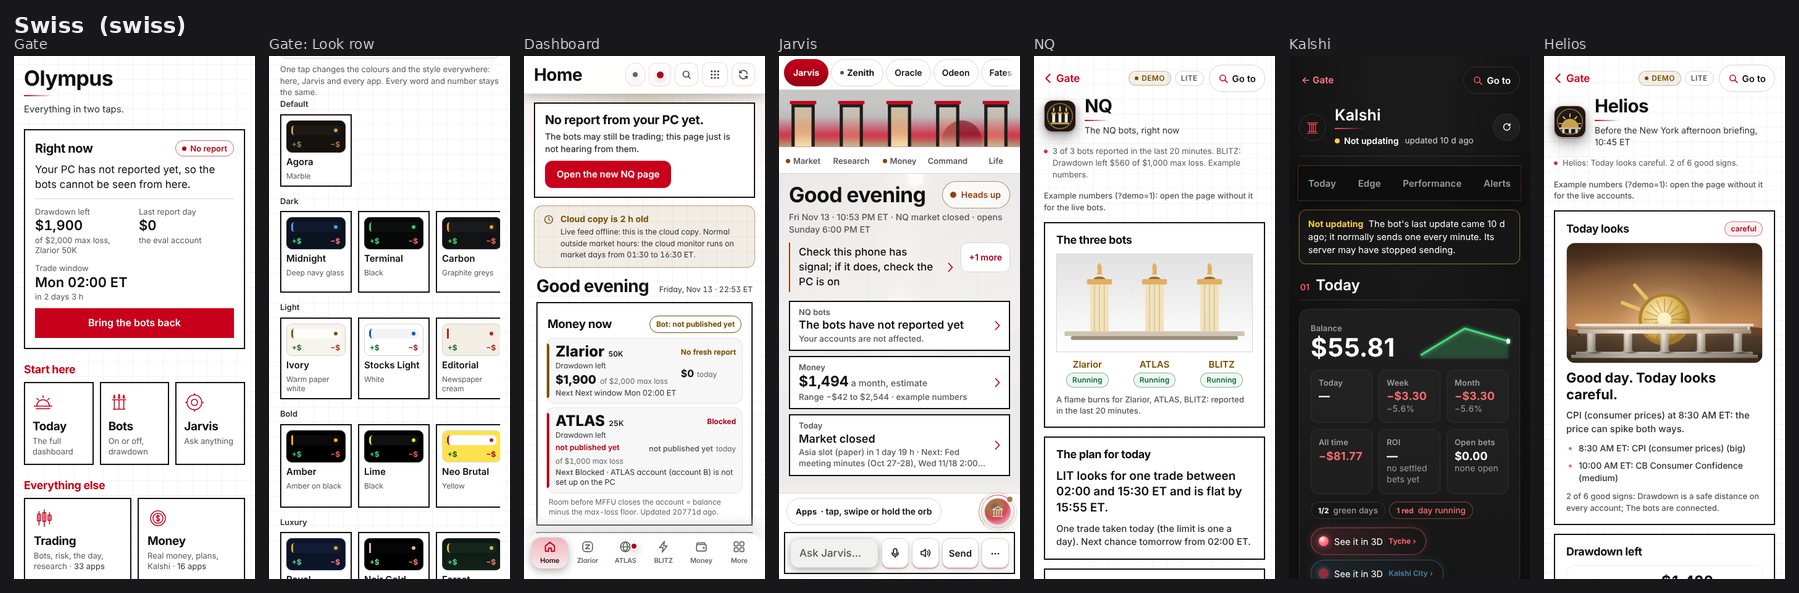 Swiss (swiss)
Gate
Olympus
Everything in two taps.
Right now
No report
Your PC has not reported yet, so the
bots cannot be seen from here.
Drawdown left
Last report day
$1,900
$0
of $2,000 max loss,
Zlarior 50K
the eval account
Trade window
Mon 02:00 ET
in 2 days 3 h
Bring the bots back
Start here
Today
The full
dashboard
Bots
On or off,
drawdown
Jarvis
Ask anything
Everything else
Trading
Bots, risk, the day,
research · 33 apps
Money
Real money, plans,
Kalshi · 16 apps
Gate: Look row
One tap changes the colours and the style everywhere:
here, Jarvis and every app. Every word and number stays
the same.
Default
+$ −$
Agora
Marble
Dark
+$ −$
+$ −$
+$ −$
Midnight
Deep navy glass
Terminal
Black
Carbon
Graphite greys
Light
+$ −$
+$ −$
+$ −$
Ivory
Warm paper
white
Stocks Light
White
Editorial
Newspaper
cream
Bold
+$ −$
+$ −$
+$ −$
Amber
Amber on black
Lime
Black
Neo Brutal
Yellow
Luxury
+$ −$
+$ −$
+$ −$
Royal
Noir Gold
Forest
Dashboard
Home
No report from your PC yet.
The bots may still be trading; this page just is
not hearing from them.
Open the new NQ page
Cloud copy is 2 h old
Live feed offline: this is the cloud copy. Normal
outside market hours: the cloud monitor runs on
market days from 01:30 to 16:30 ET.
Good evening
Friday, Nov 13 · 22:53 ET
Money now
Bot: not published yet
Zlarior 50K
No fresh report
Drawdown left
$1,900 of $2,000 max loss
$0 today
Next Next window Mon 02:00 ET
ATLAS 25K
Blocked
Drawdown left
not published yet
not published yet today
of $1,000 max loss
Next Blocked · ATLAS account (account B) is not
set up on the PC
Room before MFFU closes the account = balance
minus the max-loss floor. Updated 20771d ago.
Home
Zlarior
ATLAS
BLITZ
Money
More
Jarvis
Jarvis
Zenith
Oracle
Odeon
Fates
Market
Research
Money
Command
Life
Good evening
Heads up
Fri Nov 13 · 10:53 PM ET · NQ market closed · opens
Sunday 6:00 PM ET
Check this phone has
signal; if it does, check the
PC is on
+1 more
NQ bots
The bots have not reported yet
Your accounts are not affected.
Money
$1,494 a month, estimate
Range −$42 to $2,544 · example numbers
Today
Market closed
Asia slot (paper) in 1 day 19 h · Next: Fed
meeting minutes (Oct 27-28), Wed 11/18 2:00...
Apps · tap, swipe or hold the orb
Ask Jarvis...
Send
NQ
Gate
DEMO
LITE
Go to
NQ
The NQ bots, right now
3 of 3 bots reported in the last 20 minutes. BLITZ:
Drawdown left $560 of $1,000 max loss. Example
numbers.
Example numbers (?demo=1): open the page without it
for the live bots.
The three bots
Zlarior
ATLAS
BLITZ
Running
Running
Running
A flame burns for Zlarior, ATLAS, BLITZ: reported
in the last 20 minutes.
The plan for today
LIT looks for one trade between
02:00 and 15:30 ET and is flat by
15:55 ET.
One trade taken today (the limit is one a
day). Next chance tomorrow from 02:00 ET.
Kalshi
Gate
Go to
Kalshi
Not updating updated 10 d ago
Today
Edge
Performance
Alerts
Not updating The bot's last update came 10 d
ago; it normally sends one every minute. Its
server may have stopped sending.
01 Today
Balance
$55.81
Today
—
Week
−$3.30
−5.6%
Month
−$3.30
−5.6%
All time
−$81.77
ROI
—
no settled
bets yet
Open bets
$0.00
none open
1/2 green days
1 red day running
See it in 3D Tyche ›
See it in 3D Kalshi City ›
Helios
Gate
DEMO
LITE
Go to
Helios
Before the New York afternoon briefing,
10:45 ET
Helios: Today looks careful. 2 of 6 good signs.
Example numbers (?demo=1): open the page without it
for the live accounts.
Today looks
careful
Good day. Today looks
careful.
CPI (consumer prices) at 8:30 AM ET: the
price can spike both ways.
8:30 AM ET: CPI (consumer prices) (big)
10:00 AM ET: CB Consumer Confidence
(medium)
2 of 6 good signs: Drawdown is a safe distance on
every account; The bots are connected.
Drawdown left